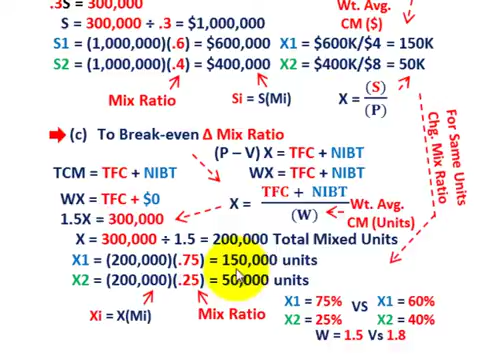 .3S = 300,000
S = 300,000 ÷ .3 = $1,000,000
Wt. Avg.
CM ($)
S1 = (1,000,000)(.6) = $600,000 X1 = $600K/$4 = 150K
S2 = (1,000,000)(.4) = $400,000 X2 = $400K/$8 = 50K
Mix Ratio
Si = S(Mi)
X = (S)
(P)
For Same Units
Chg. Mix Ratio
(c) To Break-even Δ Mix Ratio
(P – V) X = TFC + NIBT
TCM = TFC + NIBT
WX = TFC + NIBT
WX = TFC + $0
X = TFC + NIBT
(W)
Wt. Avg.
CM (Units)
1.5X = 300,000
X = 300,000 ÷ 1.5 = 200,000 Total Mixed Units
X1 = (200,000)(.75) = 150,000 units
X2 = (200,000)(.25) = 50,000 units
Xi = X(Mi)
Mix Ratio
X1 = 75% VS X1 = 60%
X2 = 25% X2 = 40%
W = 1.5 Vs 1.8